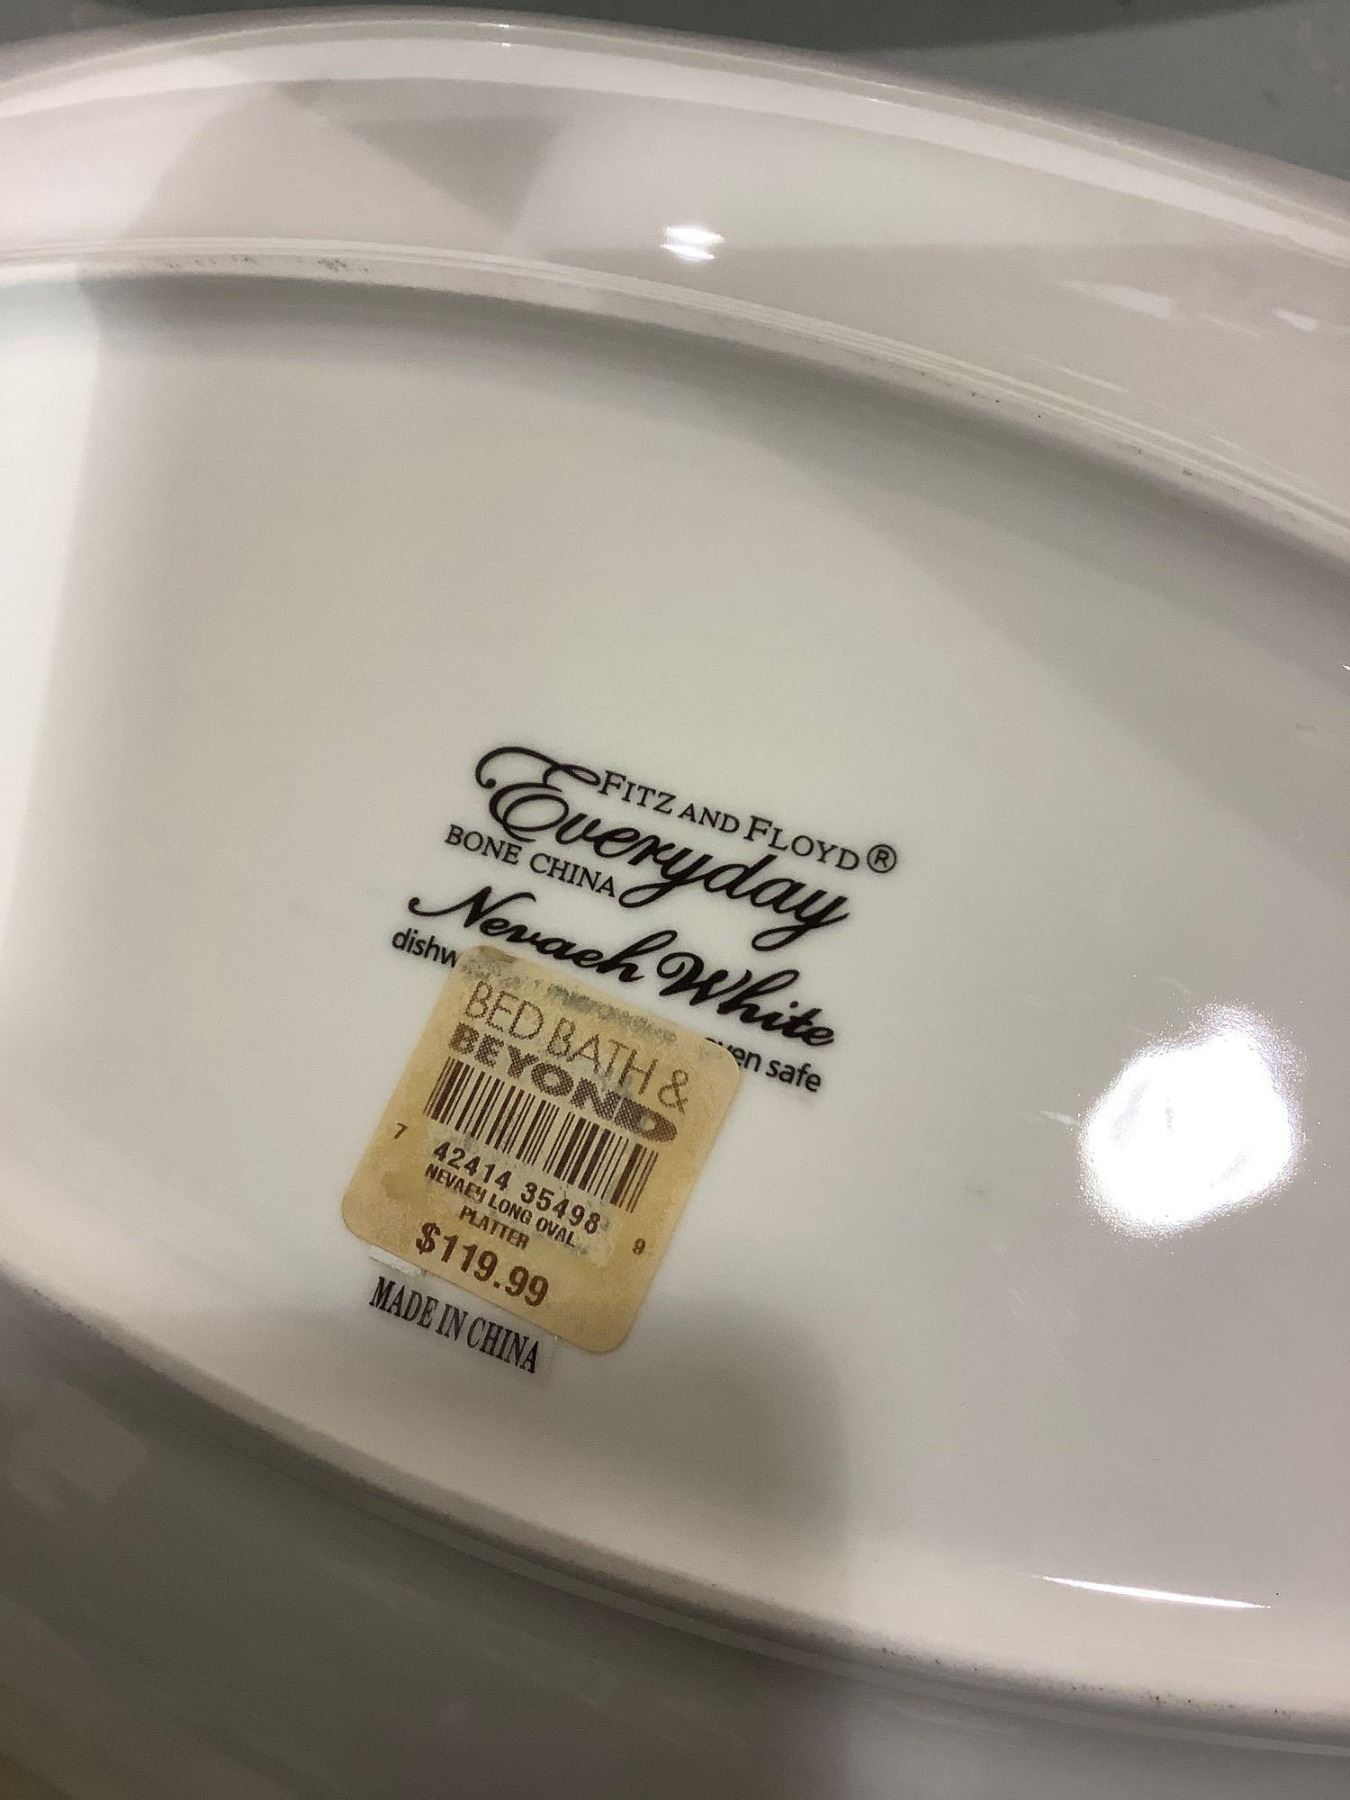 FITZ AND FLOYD®
Everyday
BONE CHINA
Nevaeh White
oven safe
BED BATH &
BEYOND
7 42414 35498 9
NEVAEH LONG OVAL
PLATTER
$119.99
MADE IN CHINA